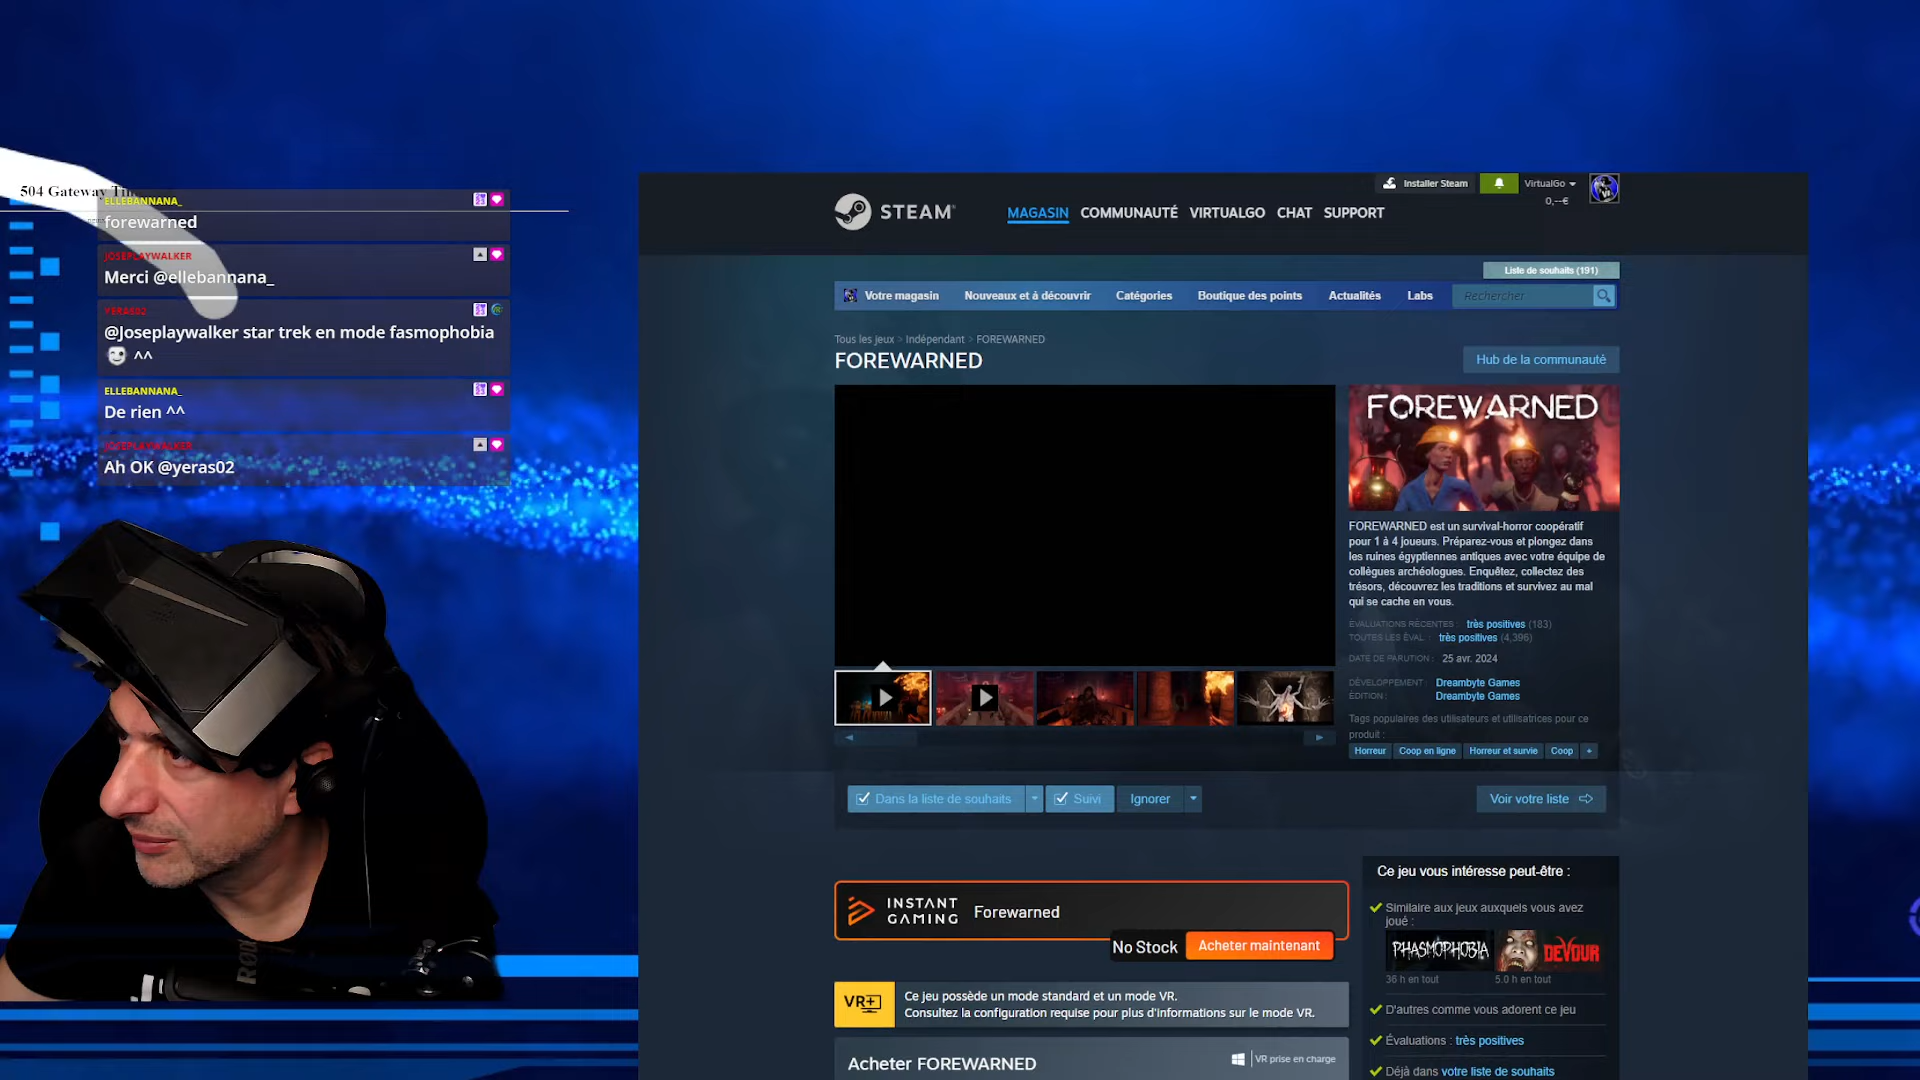 504 Gateway Tim
ELLEBANNANA_
forewarned
JOSEPLAYWALKER
Merci @ellebannana_
YERAS02
@Joseplaywalker star trek en mode fasmophobia
^^
ELLEBANNANA_
De rien ^^
JOSEPLAYWALKER
Ah OK @yeras02
Installer Steam
VirtualGo
0,--€
STEAM
MAGASIN COMMUNAUTÉ VIRTUALGO CHAT SUPPORT
Liste de souhaits (191)
Votre magasin Nouveaux et à découvrir Catégories Boutique des points Actualités Labs Rechercher
Tous les jeux > Indépendant > FOREWARNED
FOREWARNED
Hub de la communauté
FOREWARNED
FOREWARNED est un survival-horror coopératif
pour 1 à 4 joueurs. Préparez-vous et plongez dans
les ruines égyptiennes antiques avec votre équipe de
collègues archéologues. Enquêtez, collectez des
trésors, découvrez les traditions et survivez au mal
qui se cache en vous.
ÉVALUATIONS RÉCENTES : très positives (183)
TOUTES LES ÉVAL. : très positives (4,396)
DATE DE PARUTION : 25 avr. 2024
DÉVELOPPEMENT : Dreambyte Games
ÉDITION : Dreambyte Games
Tags populaires des utilisateurs et utilisatrices pour ce
produit :
Horreur Coop en ligne Horreur et survie Coop +
Dans la liste de souhaits Suivi Ignorer Voir votre liste
INSTANT
GAMING
Forewarned
No Stock Acheter maintenant
VR+
Ce jeu possède un mode standard et un mode VR.
Consultez la configuration requise pour plus d'informations sur le mode VR.
Acheter FOREWARNED
VR prise en charge
Ce jeu vous intéresse peut-être :
Similaire aux jeux auxquels vous avez
joué :
PHASMOPHOBIA DEVOUR
36 h en tout 5.0 h en tout
D'autres comme vous adorent ce jeu
Évaluations : très positives
Déjà dans votre liste de souhaits